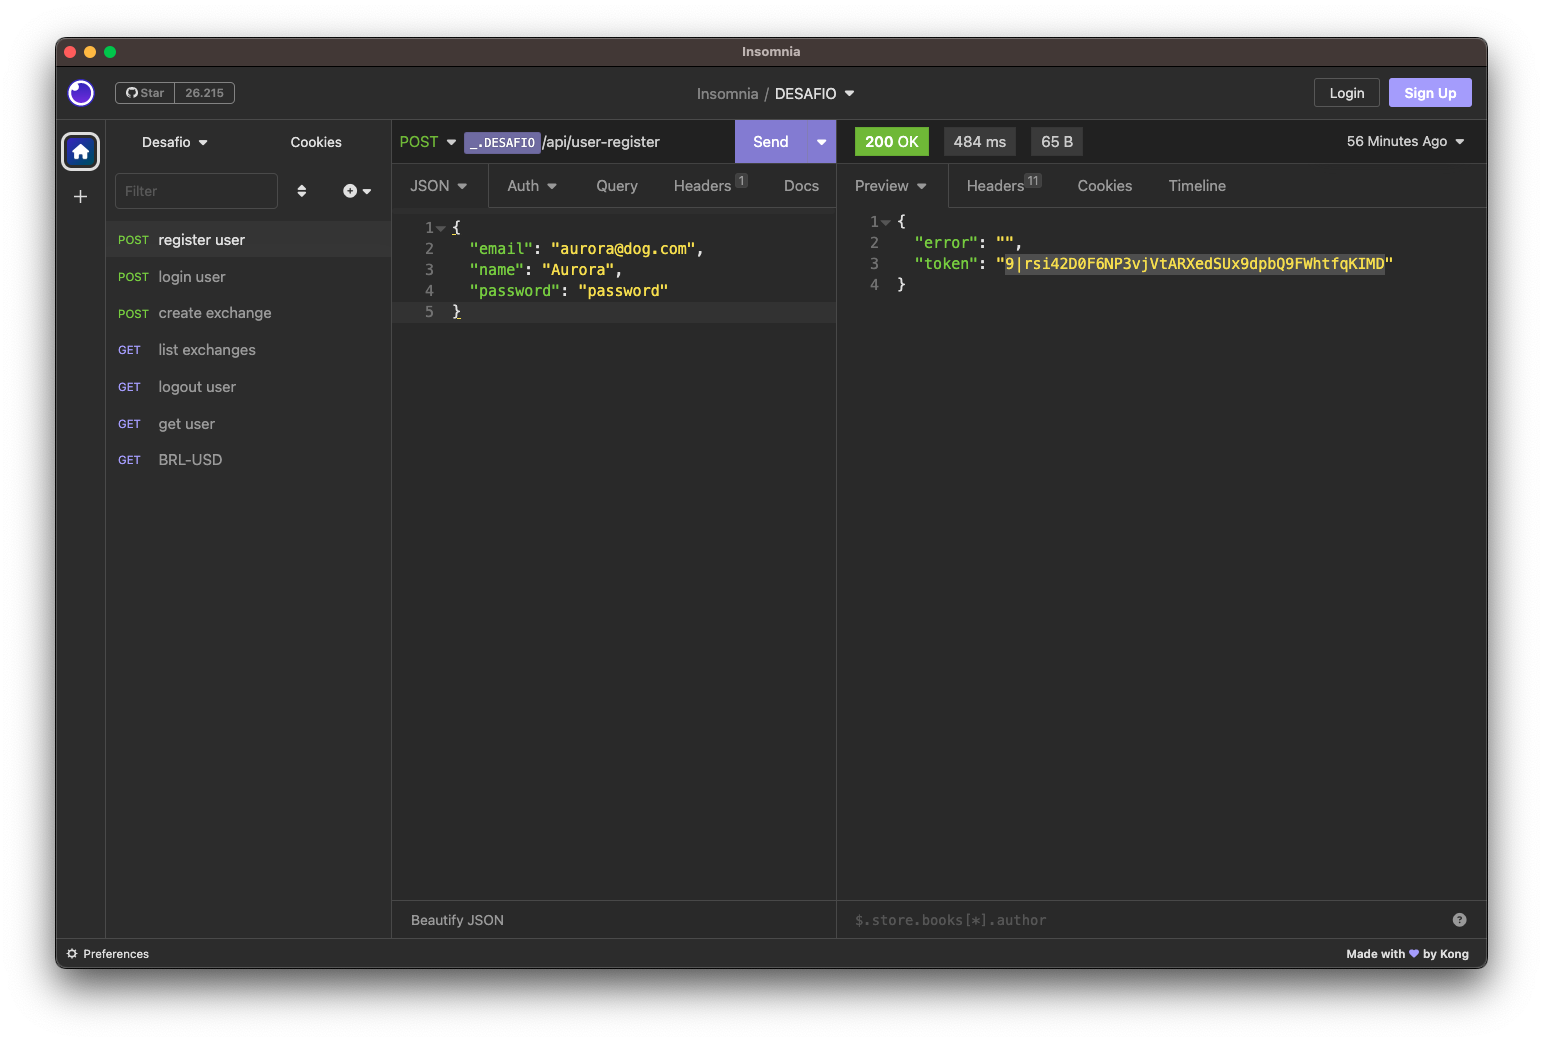 Insomnia
Star 26.215
Insomnia / DESAFIO
Login
Sign Up
Desafio
Cookies
Filter
POST register user
POST login user
POST create exchange
GET list exchanges
GET logout user
GET get user
GET BRL-USD
POST _.DESAFIO/api/user-register
Send
JSON Auth Query Headers 1 Docs
1 {
2 "email": "aurora@dog.com",
3 "name": "Aurora",
4 "password": "password"
5 }
Beautify JSON
200 OK 484 ms 65 B 56 Minutes Ago
Preview Headers 11 Cookies Timeline
1 {
2 "error": "",
3 "token": "9|rsi42D0F6NP3vjVtARXedSUx9dpbQ9FWhtfqKIMD"
4 }
$.store.books[*].author
?
Preferences
Made with ♥ by Kong